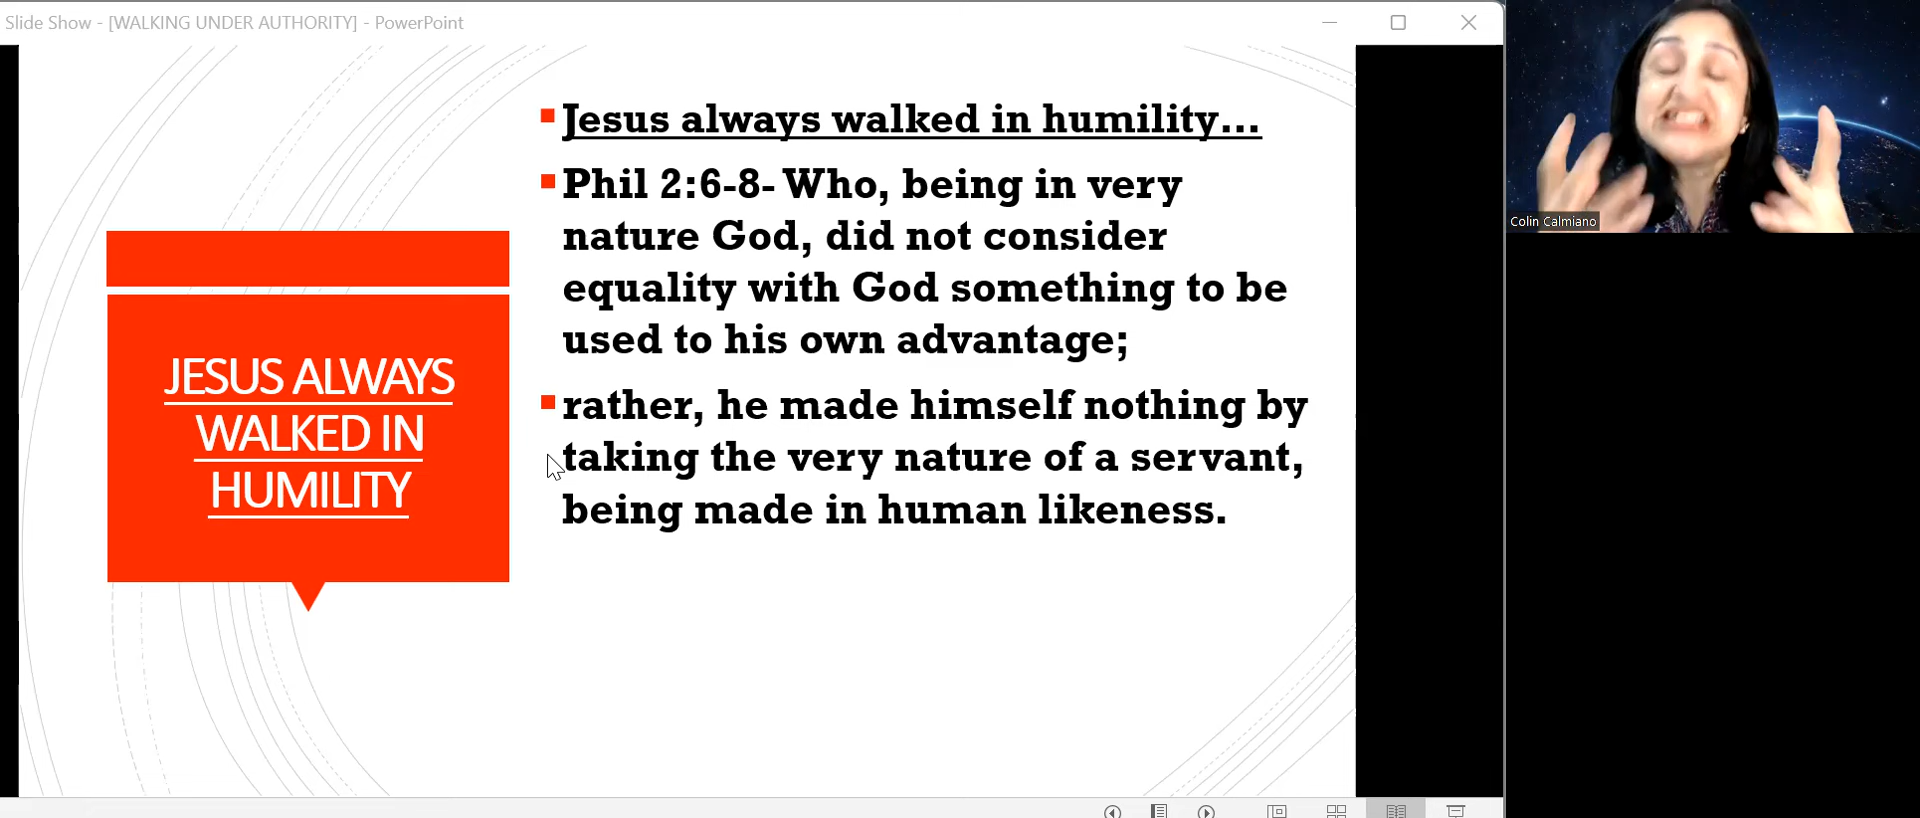 Slide Show - [WALKING UNDER AUTHORITY] - PowerPoint
JESUS ALWAYS
WALKED IN
HUMILITY
Jesus always walked in humility...
Phil 2:6-8- Who, being in very
nature God, did not consider
equality with God something to be
used to his own advantage;
rather, he made himself nothing by
taking the very nature of a servant,
being made in human likeness.
Colin Calmiano